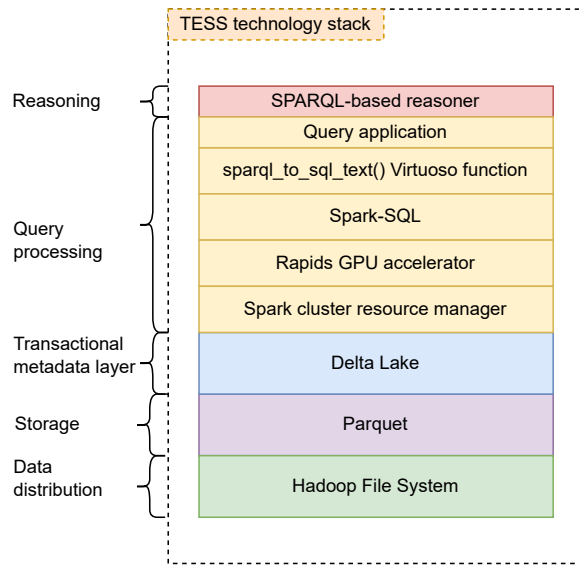 TESS technology stack
Reasoning
SPARQL-based reasoner
Query application
sparql_to_sql_text() Virtuoso function
Spark-SQL
Query
processing
Rapids GPU accelerator
Spark cluster resource manager
Transactional
metadata layer
Delta Lake
Storage
Parquet
Data
distribution
Hadoop File System